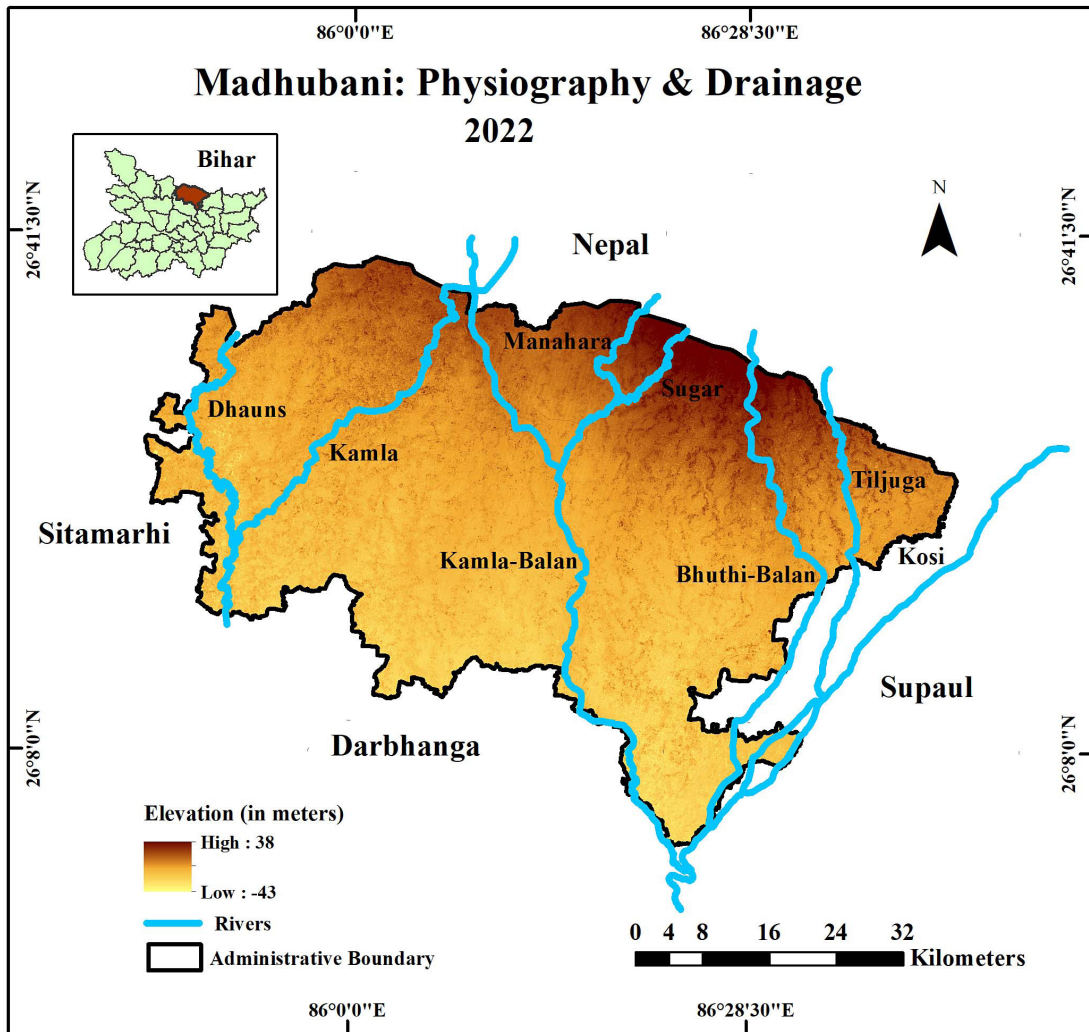 86°0'0"E
86°28'30"E
Madhubani: Physiography & Drainage
2022
Bihar
N
26°41'30"N
26°41'30"N
Nepal
Manahara
Sugar
Dhauns
Kamla
Tiljuga
Sitamarhi
Kosi
Kamla-Balan
Bhuthi-Balan
Supaul
Darbhanga
26°8'0"N
26°8'0"N
Elevation (in meters)
High : 38
Low : -43
Rivers
Administrative Boundary
0 4 8 16 24 32
Kilometers
86°0'0"E
86°28'30"E